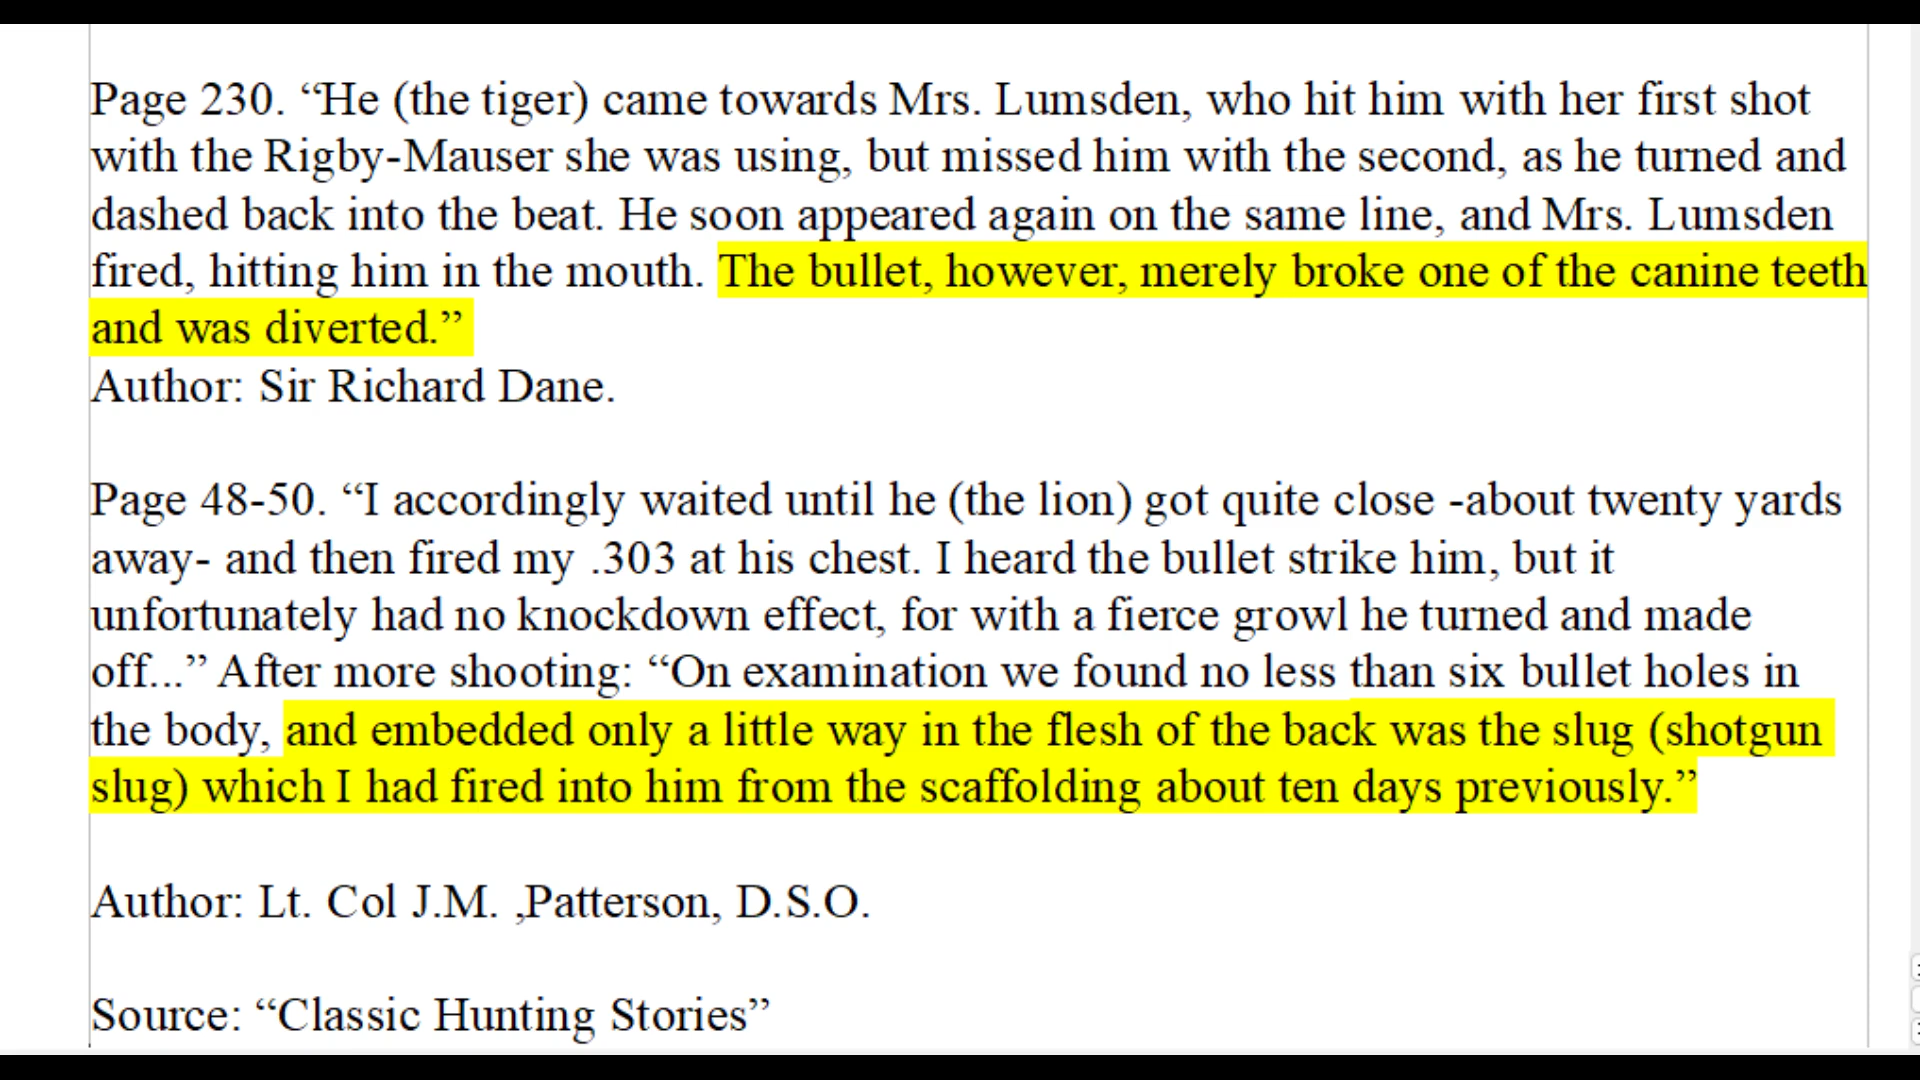 Page 230. “He (the tiger) came towards Mrs. Lumsden, who hit him with her first shot
with the Rigby-Mauser she was using, but missed him with the second, as he turned and
dashed back into the beat. He soon appeared again on the same line, and Mrs. Lumsden
fired, hitting him in the mouth. The bullet, however, merely broke one of the canine teeth
and was diverted.”
Author: Sir Richard Dane.
Page 48-50. “I accordingly waited until he (the lion) got quite close -about twenty yards
away- and then fired my .303 at his chest. I heard the bullet strike him, but it
unfortunately had no knockdown effect, for with a fierce growl he turned and made
off...” After more shooting: “On examination we found no less than six bullet holes in
the body, and embedded only a little way in the flesh of the back was the slug (shotgun
slug) which I had fired into him from the scaffolding about ten days previously.”
Author: Lt. Col J.M. ,Patterson, D.S.O.
Source: “Classic Hunting Stories”